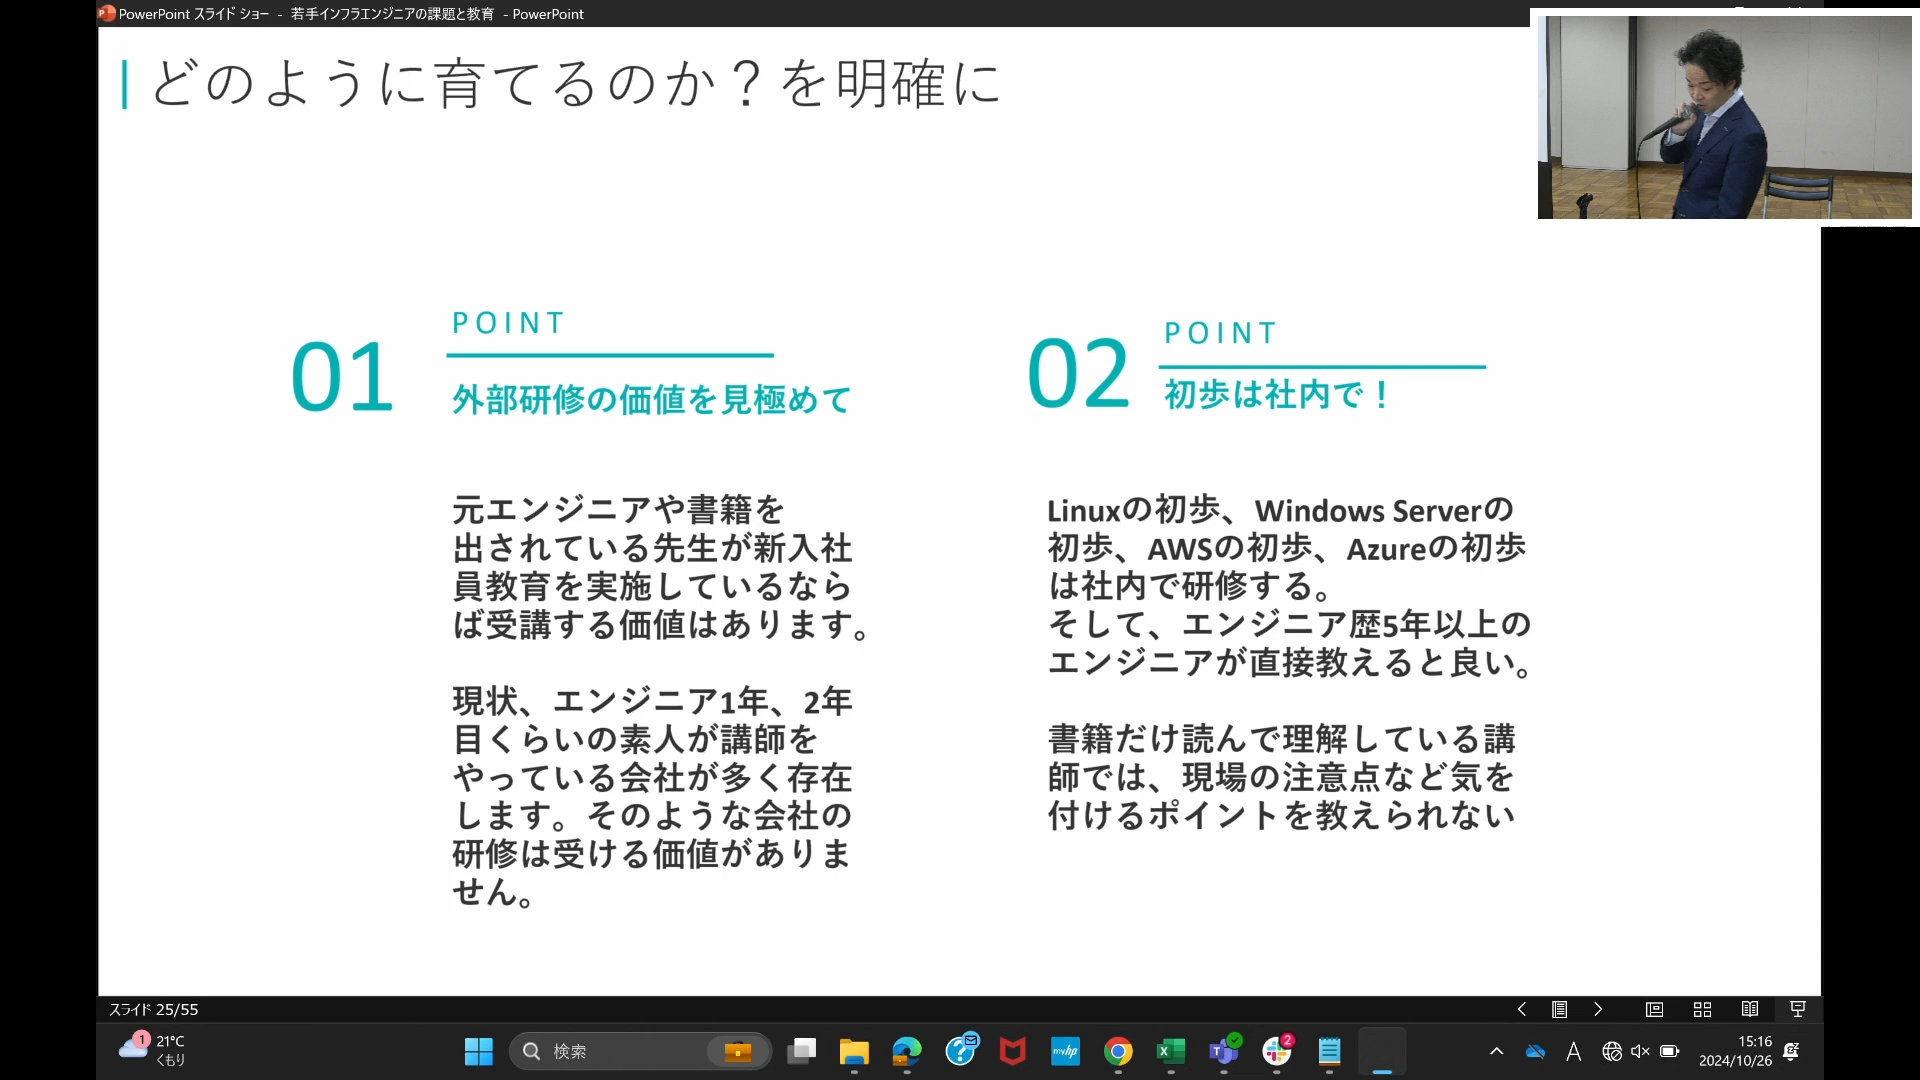 PowerPoint スライド ショー - 若手インフラエンジニアの課題と教育 - PowerPoint
どのように育てるのか？を明確に
01
POINT
外部研修の価値を見極めて
元エンジニアや書籍を
出されている先生が新入社
員教育を実施しているなら
ば受講する価値はあります。
現状、エンジニア1年、2年
目くらいの素人が講師を
やっている会社が多く存在
します。そのような会社の
研修は受ける価値がありま
せん。
02
POINT
初歩は社内で！
Linuxの初歩、Windows Serverの
初歩、AWSの初歩、Azureの初歩
は社内で研修する。
そして、エンジニア歴5年以上の
エンジニアが直接教えると良い。
書籍だけ読んで理解している講
師では、現場の注意点など気を
付けるポイントを教えられない
スライド 25/55
1
21°C
くもり
検索
myhp
2
A
15:16
2024/10/26